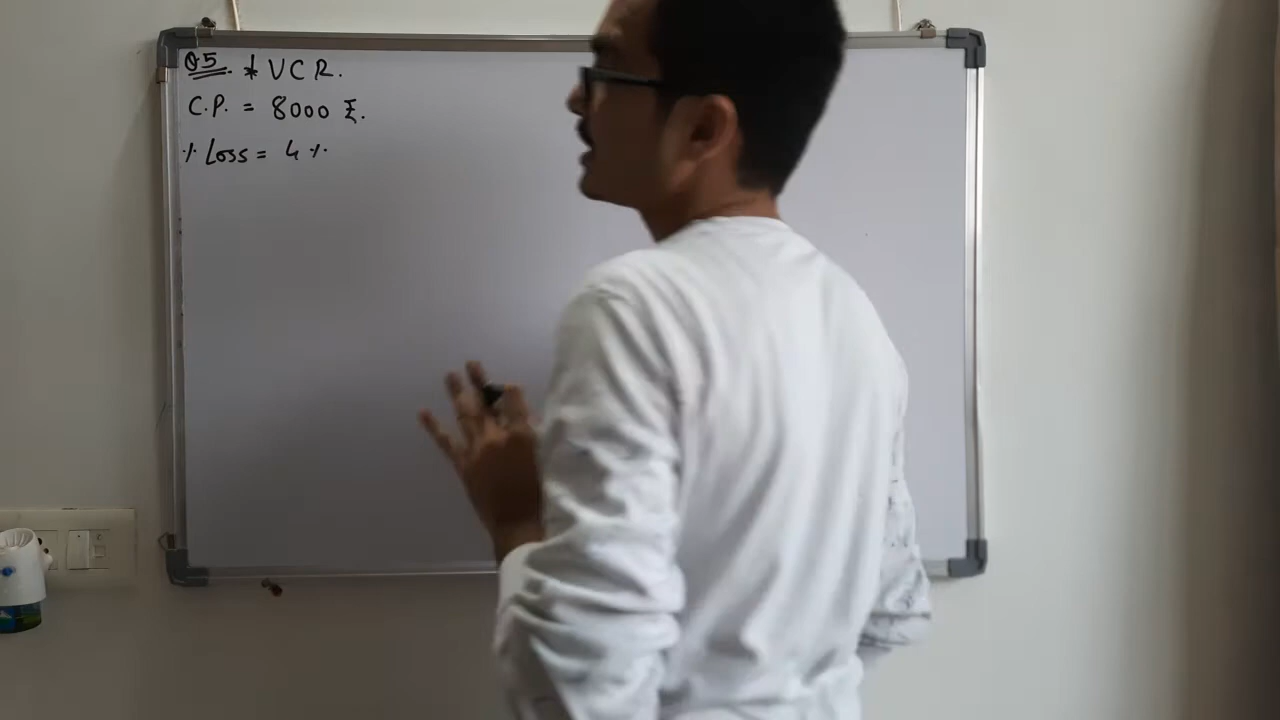 Q5. * VCR.
C.P. = 8000 ₹.
% Loss = 4 %